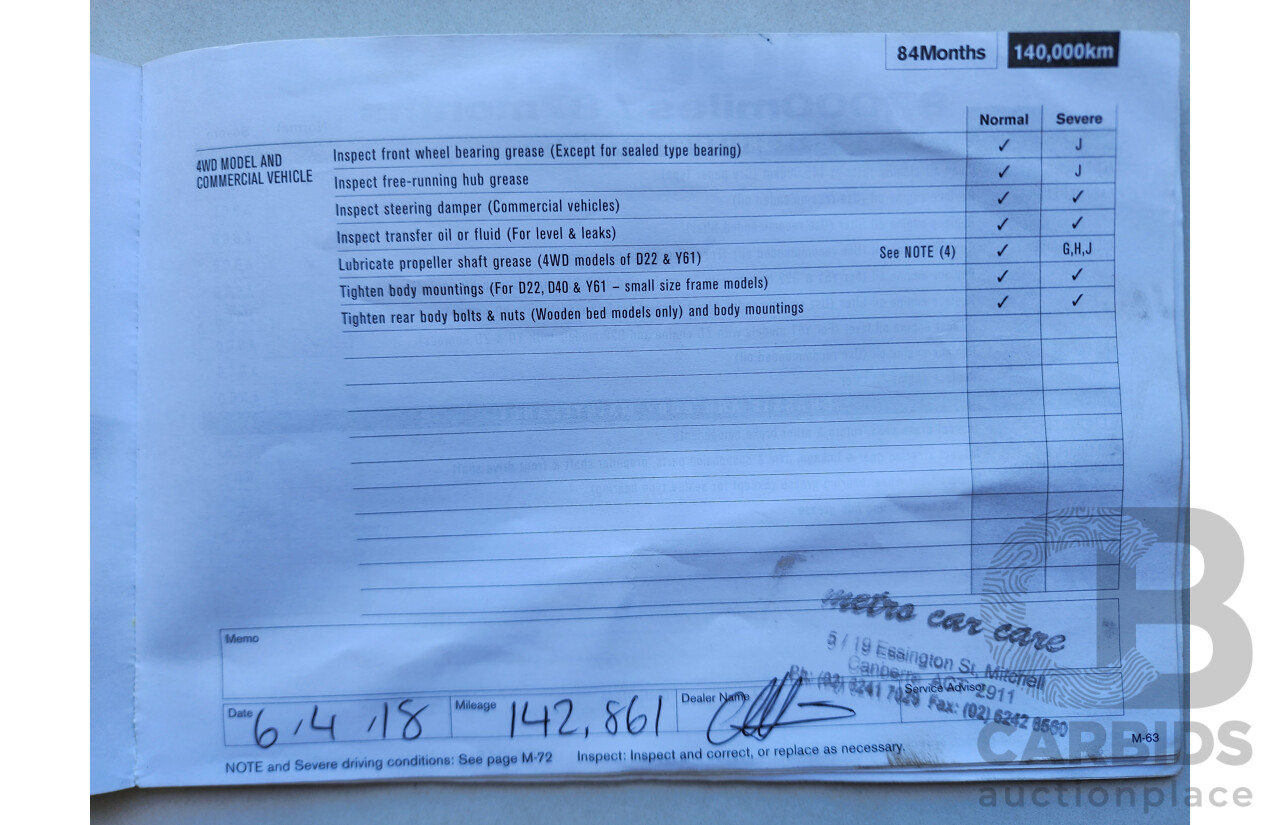 84Months 140,000km
Normal Severe
4WD MODEL AND
COMMERCIAL VEHICLE
Inspect front wheel bearing grease (Except for sealed type bearing) ✓ J
Inspect free-running hub grease ✓ J
Inspect steering damper (Commercial vehicles) ✓ ✓
Inspect transfer oil or fluid (For level & leaks) ✓ ✓
Lubricate propeller shaft grease (4WD models of D22 & Y61) See NOTE (4) ✓ G,H,J
Tighten body mountings (For D22, D40 & Y61 – small size frame models) ✓ ✓
Tighten rear body bolts & nuts (Wooden bed models only) and body mountings ✓ ✓
metro car care
5 / 19 Essington St, Mitchell
Canberra ACT 2911
Ph: (02) 6241 Fax: (02) 6242 8550
Memo
Date 6,4,18 Mileage 142,861 Dealer Name Service Advisor
NOTE and Severe driving conditions: See page M-72 Inspect: Inspect and correct, or replace as necessary.
M-63
CARBIDS
auctionplace